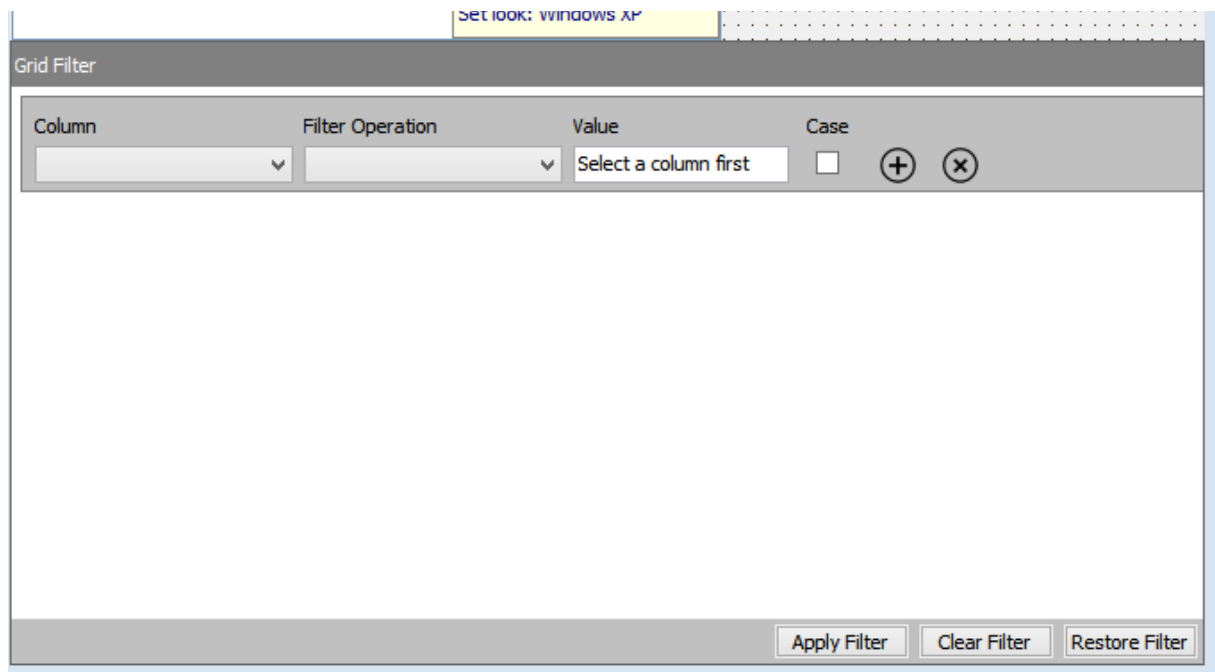 Set look: Windows XP
Grid Filter
Column Filter Operation Value Case
Select a column first
Apply Filter Clear Filter Restore Filter